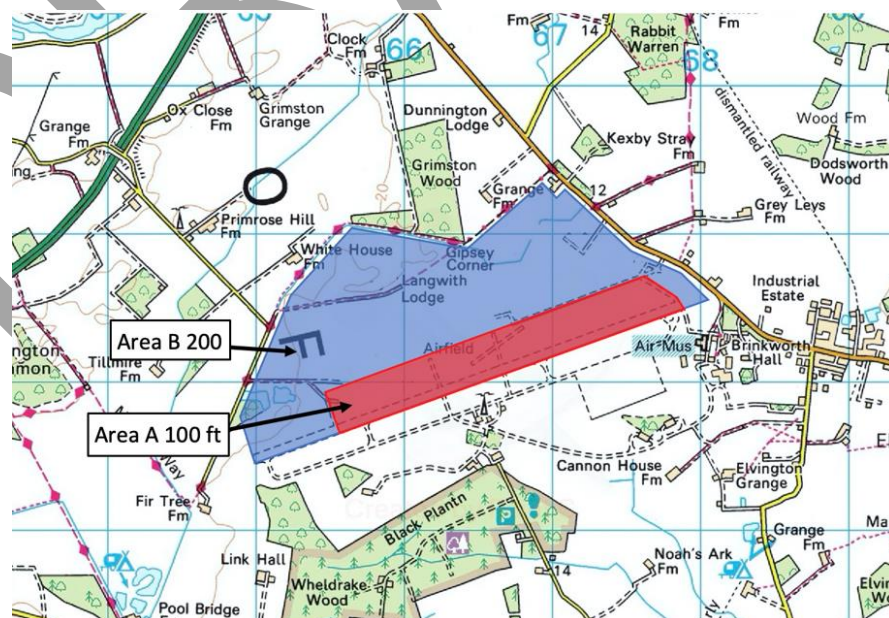 Clock
Fm
66
Fm
14
67
Rabbit
Warren
68
Ox Close
Fm
Grimston
Grange
Dunnington
Lodge
Grange
Fm
Grimston
Wood
20
Kexby Stray
Fm
dismantled railway
Wood Fm
Dodsworth
Wood
Primrose Hill
Fm
Grange
Fm
12
Grey Leys
Fm
White House
Fm
Gipsey
Corner
Langwith
Lodge
Industrial
Estate
Area B 200
E
Airfield
Air Mus
Brinkworth
Hall
Tillmire
Fm
Area A 100 ft
Way
Cannon House
Fm
Elvington
Grange
Fir Tree
Fm
Black Plantn
P
Link Hall
Wheldrake
Wood
14
Noah's Ark
Fm
Grange
Fm
Pool Bridge
Farm